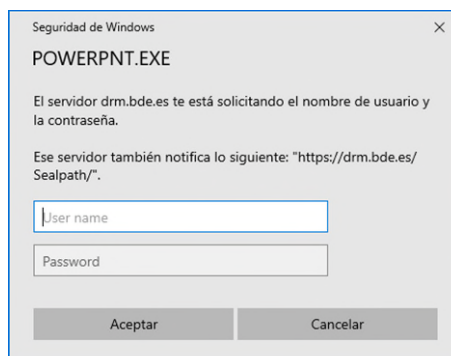 Seguridad de Windows
POWERPNT.EXE
El servidor drm.bde.es te está solicitando el nombre de usuario y
la contraseña.
Ese servidor también notifica lo siguiente: "https://drm.bde.es/
Sealpath/".
User name
Password
Aceptar
Cancelar